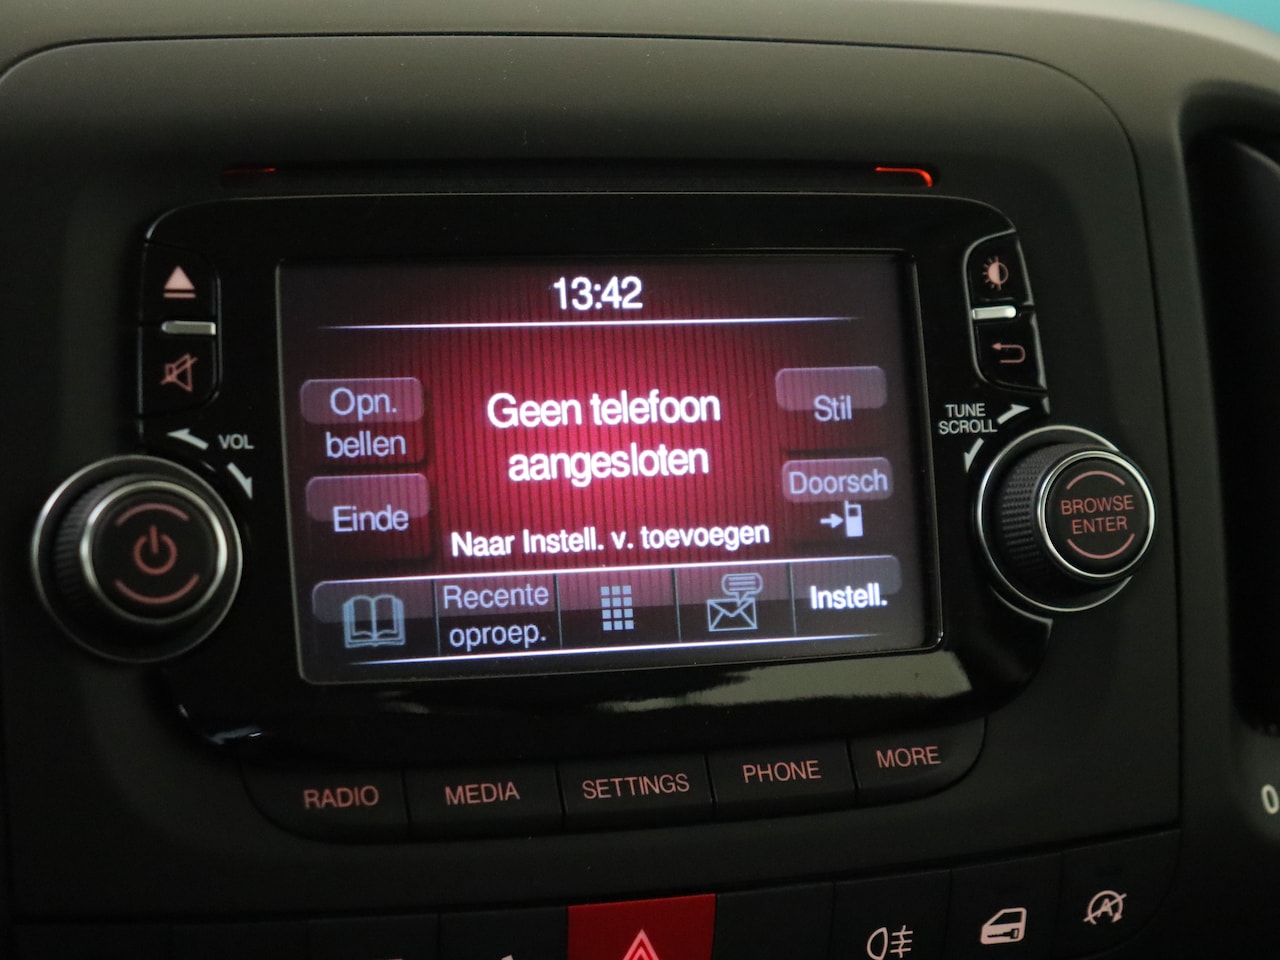 13:42
Opn.
bellen
Geen telefoon
aangesloten
Stil
Einde
Doorsch
Naar Instell. v. toevoegen
Recente
oproep.
Instell.
VOL
TUNE
SCROLL
BROWSE
ENTER
RADIO
MEDIA
SETTINGS
PHONE
MORE
0